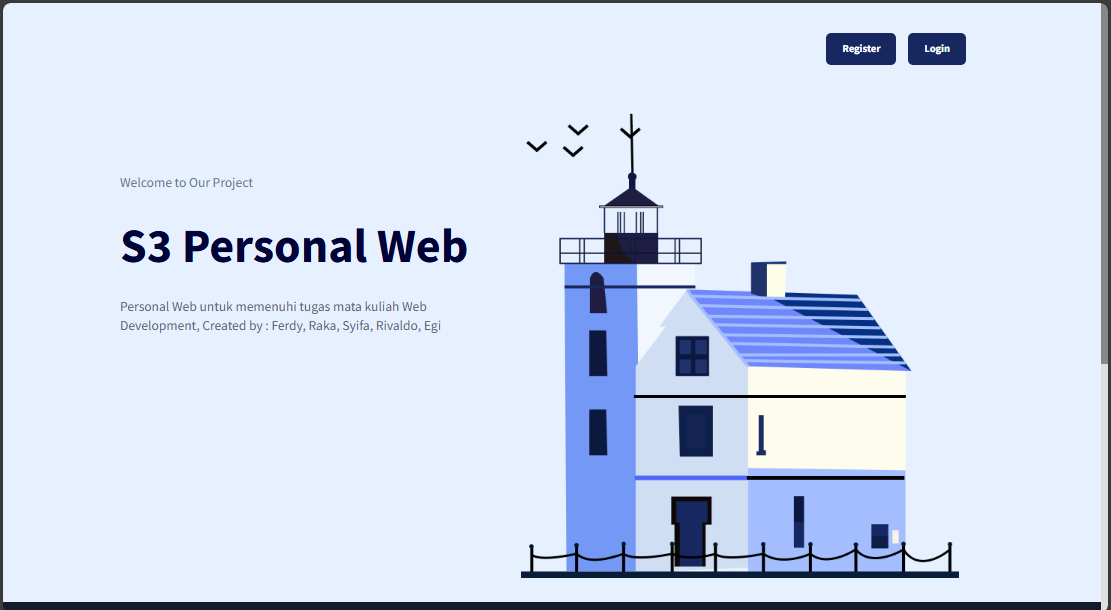 Register
Login
Welcome to Our Project
S3 Personal Web
Personal Web untuk memenuhi tugas mata kuliah Web
Development, Created by : Ferdy, Raka, Syifa, Rivaldo, Egi